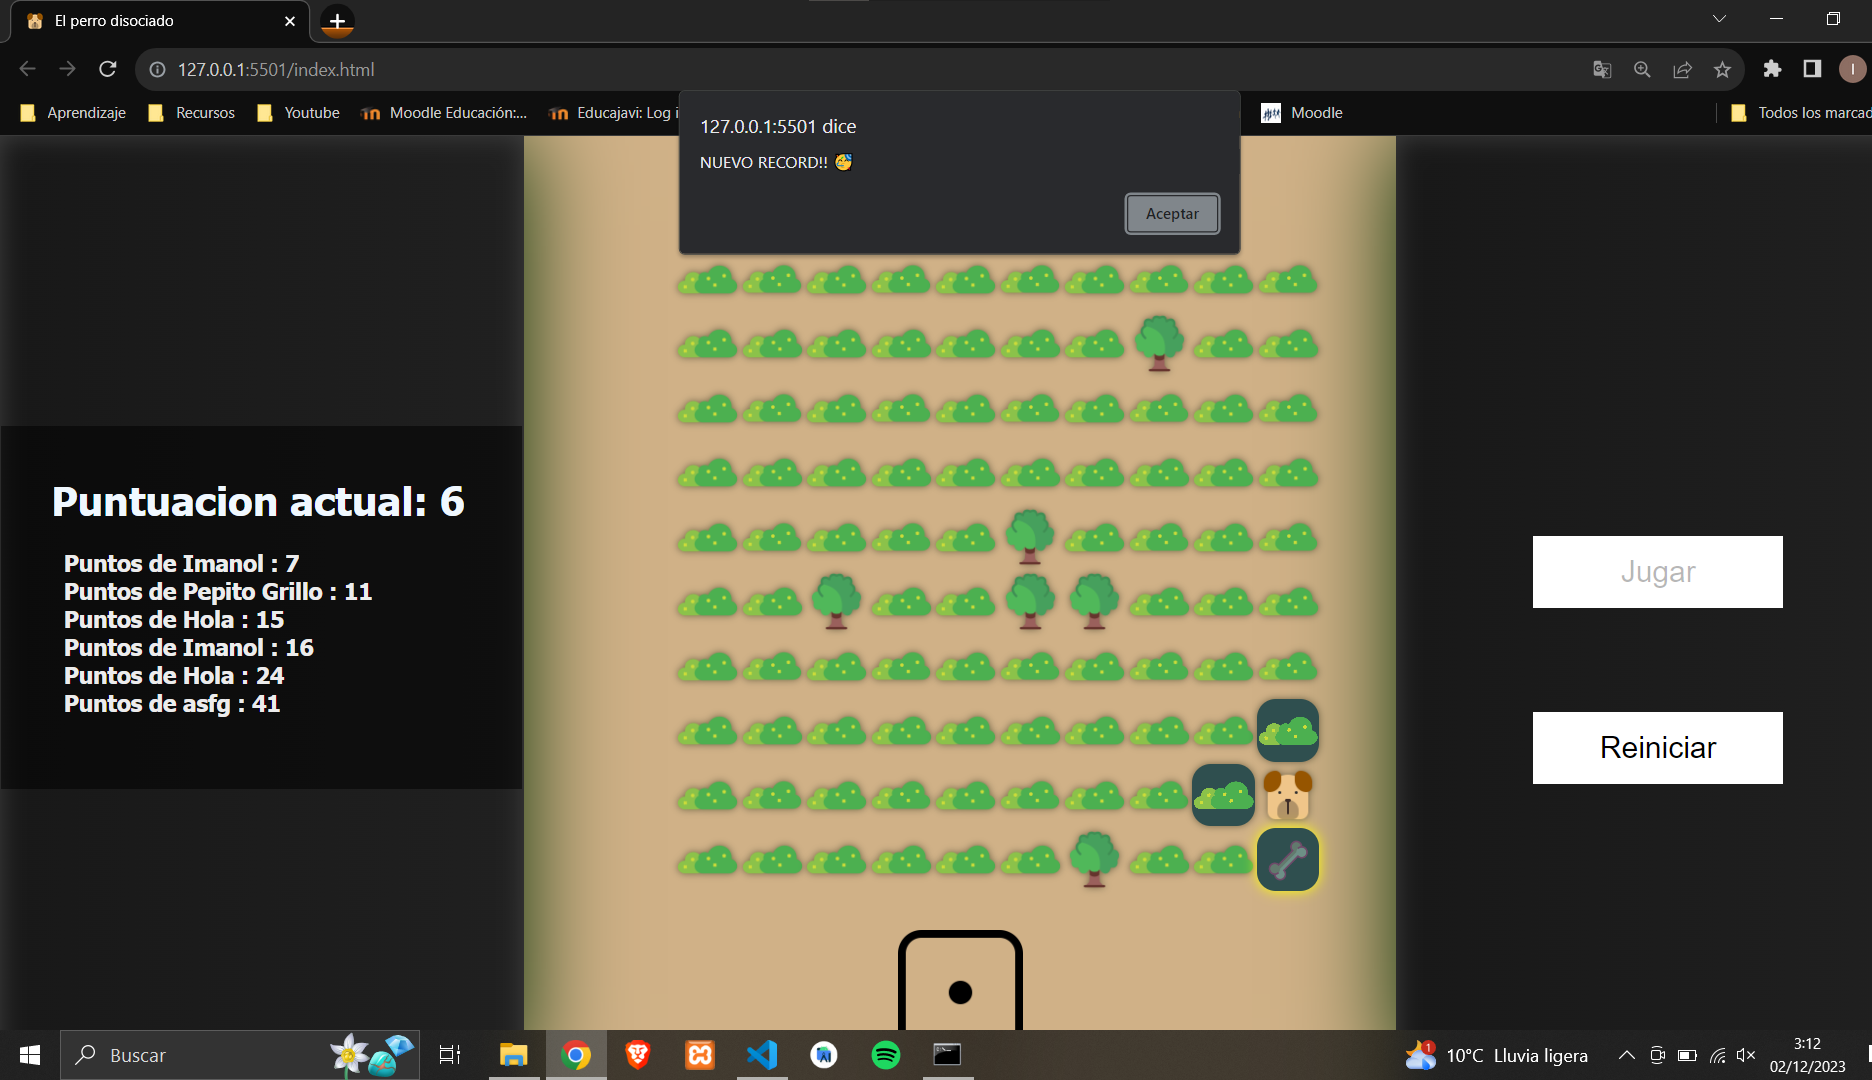 El perro disociado
127.0.0.1:5501/index.html
I
Aprendizaje
Recursos
Youtube
Moodle Educación:...
Educajavi: Log i
Moodle
Todos los marcad
127.0.0.1:5501 dice
NUEVO RECORD!! 🥳
Aceptar
Puntuacion actual: 6
Puntos de Imanol : 7
Puntos de Pepito Grillo : 11
Puntos de Hola : 15
Puntos de Imanol : 16
Puntos de Hola : 24
Puntos de asfg : 41
Jugar
Reiniciar
Buscar
1
10°C Lluvia ligera
3:12
02/12/2023